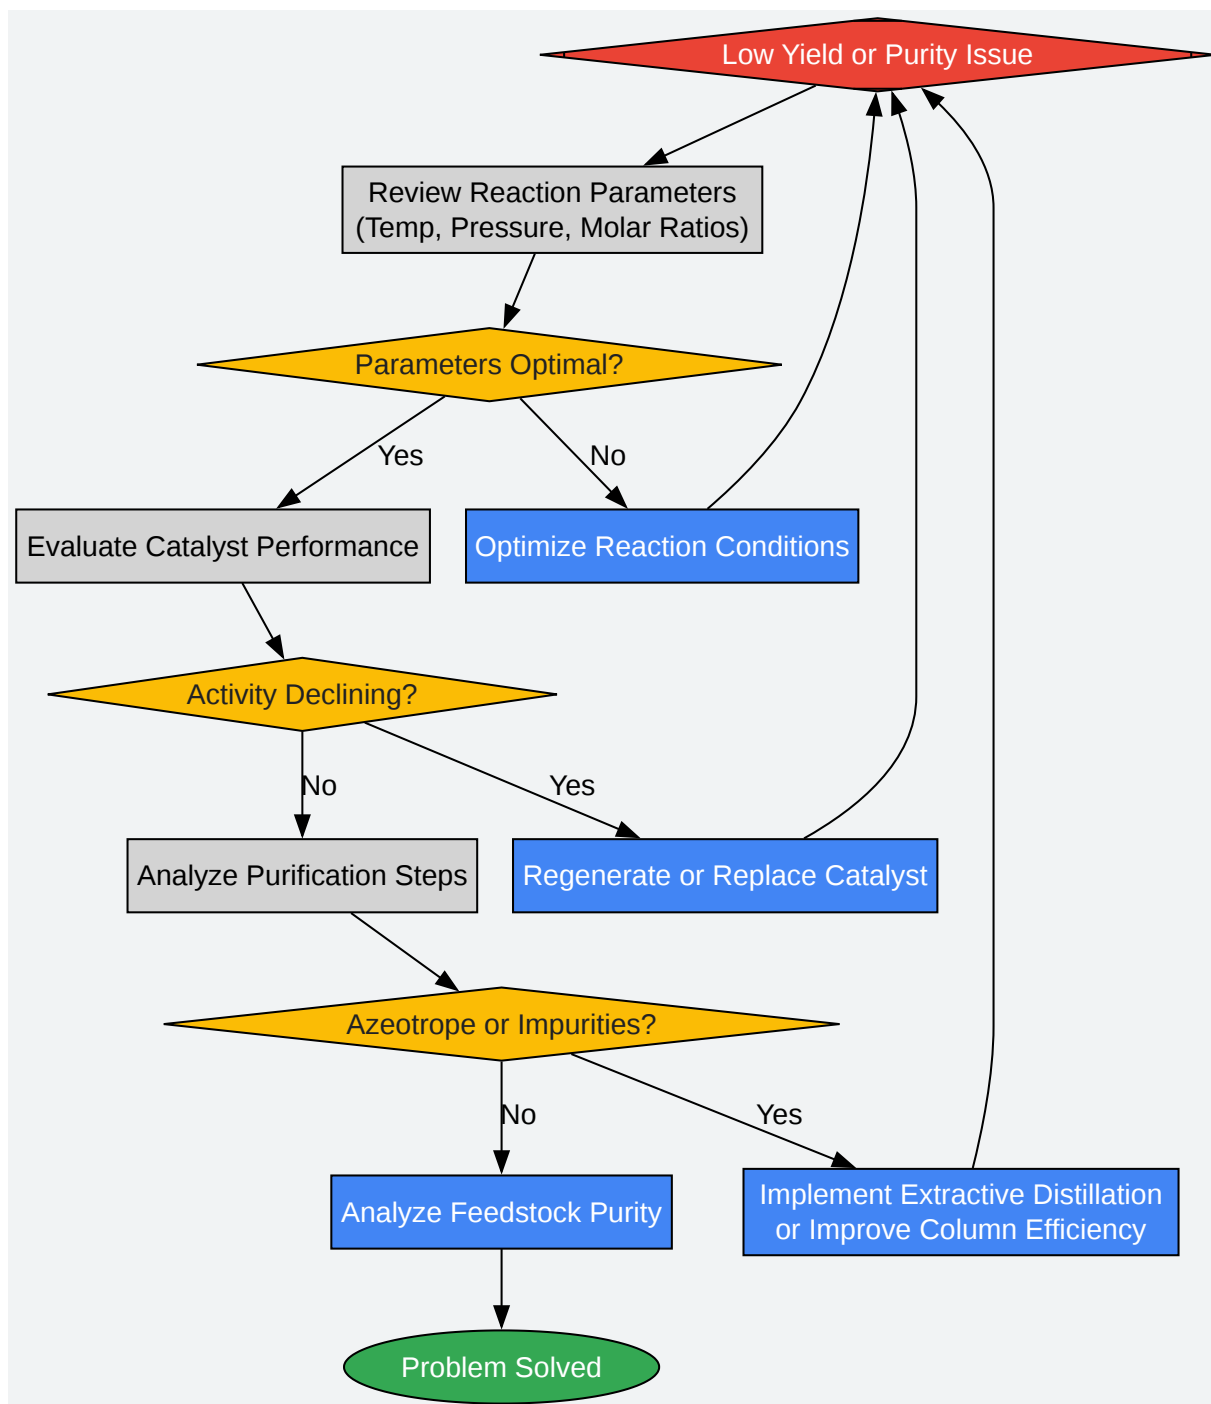 Low Yield or Purity Issue
Review Reaction Parameters
(Temp, Pressure, Molar Ratios)
Parameters Optimal?
Yes
No
Evaluate Catalyst Performance
Optimize Reaction Conditions
Activity Declining?
No
Yes
Analyze Purification Steps
Regenerate or Replace Catalyst
Azeotrope or Impurities?
No
Yes
Analyze Feedstock Purity
Implement Extractive Distillation
or Improve Column Efficiency
Problem Solved